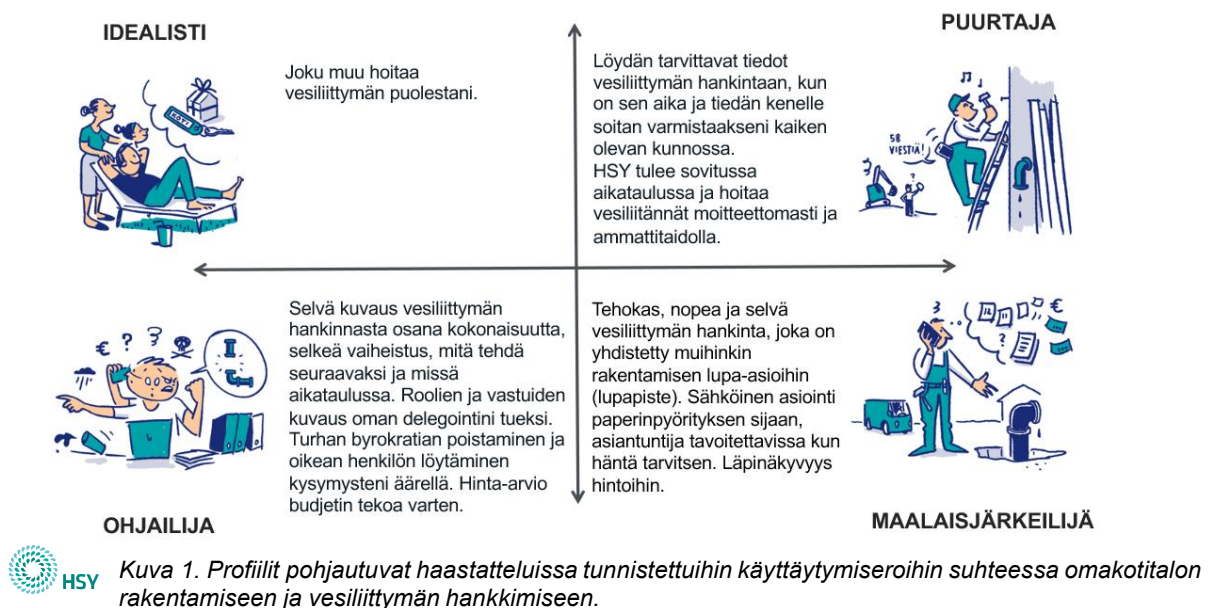 IDEALISTI
Joku muu hoitaa
vesiliittymän puolestani.
KOTI
PUURTAJA
Löydän tarvittavat tiedot
vesiliittymän hankintaan, kun
on sen aika ja tiedän kenelle
soitan varmistaakseni kaiken
olevan kunnossa.
HSY tulee sovitussa
aikataulussa ja hoitaa
vesiliitännät moitteettomasti ja
ammattitaidolla.
58
VIESTIÄ!
?
Selvä kuvaus vesiliittymän
hankinnasta osana kokonaisuutta,
selkeä vaiheistus, mitä tehdä
seuraavaksi ja missä
aikataulussa. Roolien ja vastuiden
kuvaus oman delegointini tueksi.
Turhan byrokratian poistaminen ja
oikean henkilön löytäminen
kysymysteni äärellä. Hinta-arvio
budjetin tekoa varten.
€ ? ?
OHJAILIJA
Tehokas, nopea ja selvä
vesiliittymän hankinta, joka on
yhdistetty muihinkin
rakentamisen lupa-asioihin
(lupapiste). Sähköinen asiointi
paperinpyörityksen sijaan,
asiantuntija tavoitettavissa kun
häntä tarvitsen. Läpinäkyvyys
hintoihin.
? €
?
MAALAISJÄRKEILIJÄ
HSY
Kuva 1. Profiilit pohjautuvat haastatteluissa tunnistettuihin käyttäytymiseroihin suhteessa omakotitalon
rakentamiseen ja vesiliittymän hankkimiseen.